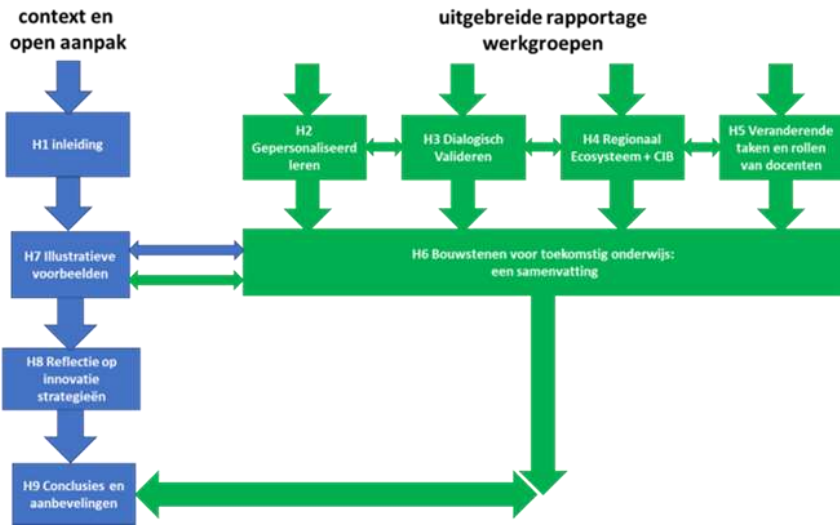 context en
open aanpak
uitgebreide rapportage
werkgroepen
H1 inleiding
H2
Gepersonaliseerd
leren
H3 Dialogisch
Valideren
H4 Regionaal
Ecosysteem + CIB
H5 Veranderende
taken en rollen
van docenten
H7 Illustratieve
voorbeelden
H6 Bouwstenen voor toekomstig onderwijs:
een samenvatting
H8 Reflectie op
innovatie
strategieën
H9 Conclusies en
aanbevelingen